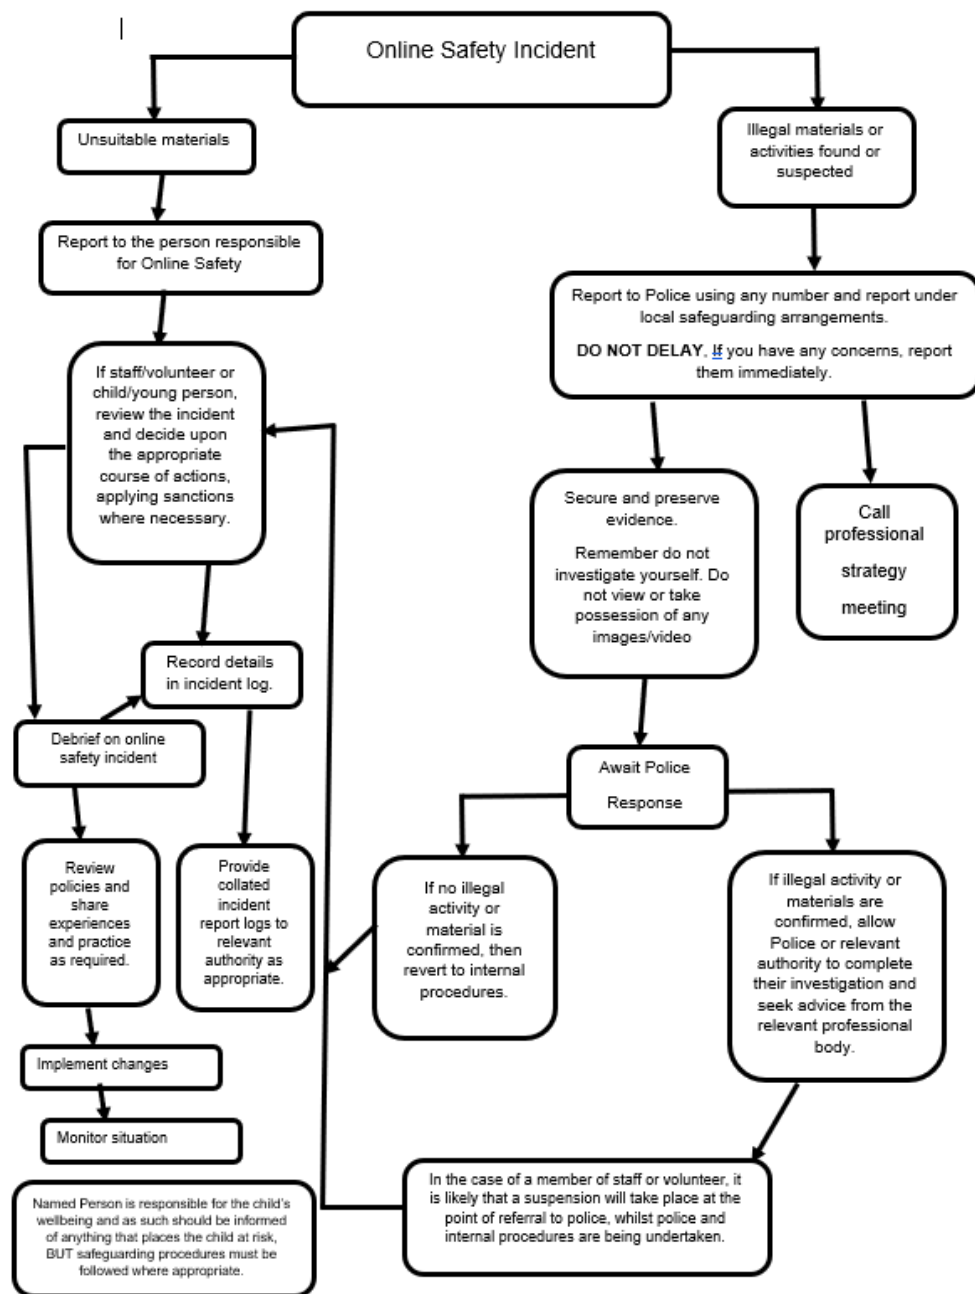 Online Safety Incident
Unsuitable materials
Illegal materials or
activities found or
suspected
Report to the person responsible
for Online Safety
Report to Police using any number and report under
local safeguarding arrangements.
DO NOT DELAY, If you have any concerns, report
them immediately.
If staff/volunteer or
child/young person,
review the incident
and decide upon
the appropriate
course of actions,
applying sanctions
where necessary.
Secure and preserve
evidence.
Remember do not
investigate yourself. Do
not view or take
possession of any
images/video
Call
professional
strategy
meeting
Record details
in incident log.
Debrief on online
safety incident
Await Police
Response
Review
policies and
share
experiences
and practice
as required.
Provide
collated
incident
report logs to
relevant
authority as
appropriate.
If no illegal
activity or
material is
confirmed, then
revert to internal
procedures.
If illegal activity or
materials are
confirmed, allow
Police or relevant
authority to complete
their investigation and
seek advice from the
relevant professional
body.
Implement changes
Monitor situation
In the case of a member of staff or volunteer, it
is likely that a suspension will take place at the
point of referral to police, whilst police and
internal procedures are being undertaken.
Named Person is responsible for the child's
wellbeing and as such should be informed
of anything that places the child at risk,
BUT safeguarding procedures must be
followed where appropriate.